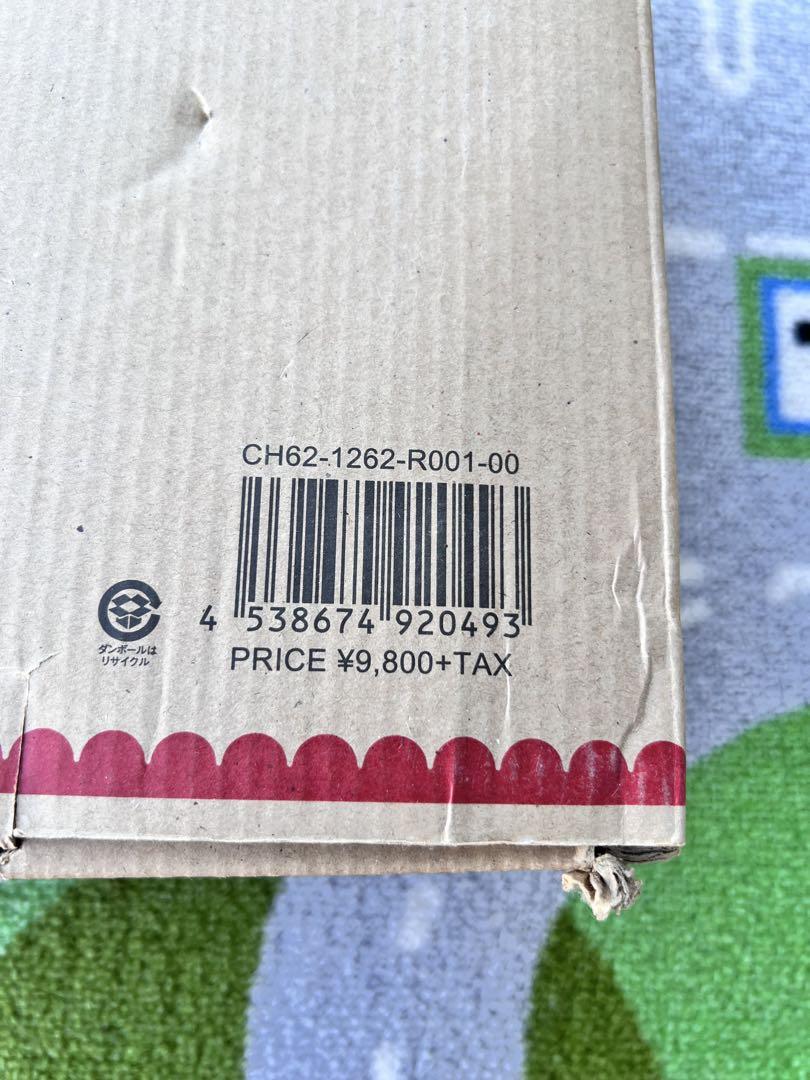 CH62-1262-R001-00
4 538674 920493
ダンボールは
リサイクル
PRICE ¥9,800+TAX